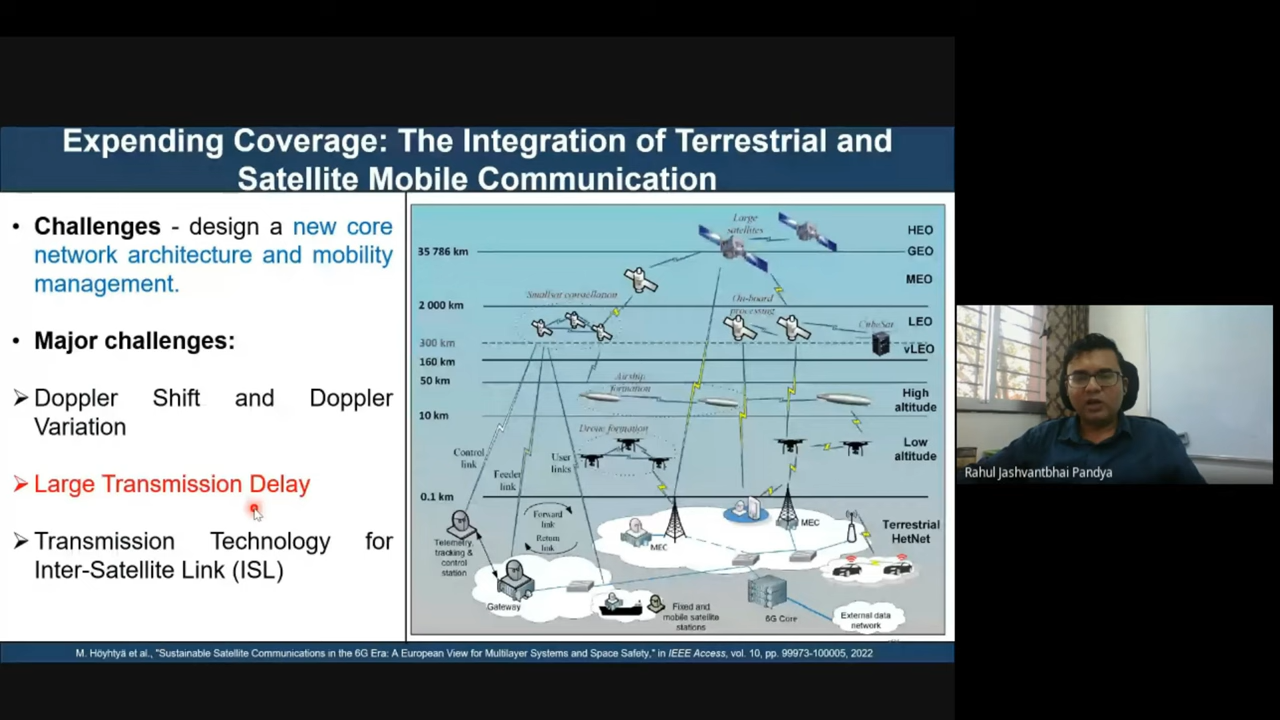 Expending Coverage: The Integration of Terrestrial and
Satellite Mobile Communication
• Challenges - design a new core
network architecture and mobility
management.
• Major challenges:
➢ Doppler Shift and Doppler
Variation
➢ Large Transmission Delay
➢ Transmission Technology for
Inter-Satellite Link (ISL)
Large
satellites
HEO
35 786 km
GEO
MEO
Smallsat constellation
On-board
processing
2 000 km
LEO
CubeSat
300 km
vLEO
160 km
50 km
Airship
formation
High
altitude
10 km
Drone formation
Low
altitude
Control
link
Feeder
link
User
links
0.1 km
Forward
link
Return
link
Telemetry,
tracking &
control
station
MEC
MEC
Terrestrial
HetNet
Gateway
Fixed and
mobile satellite
stations
6G Core
External data
network
M. Höyhtyä et al., "Sustainable Satellite Communications in the 6G Era: A European View for Multilayer Systems and Space Safety," in IEEE Access, vol. 10, pp. 99973-100005, 2022
Rahul Jashvantbhai Pandya